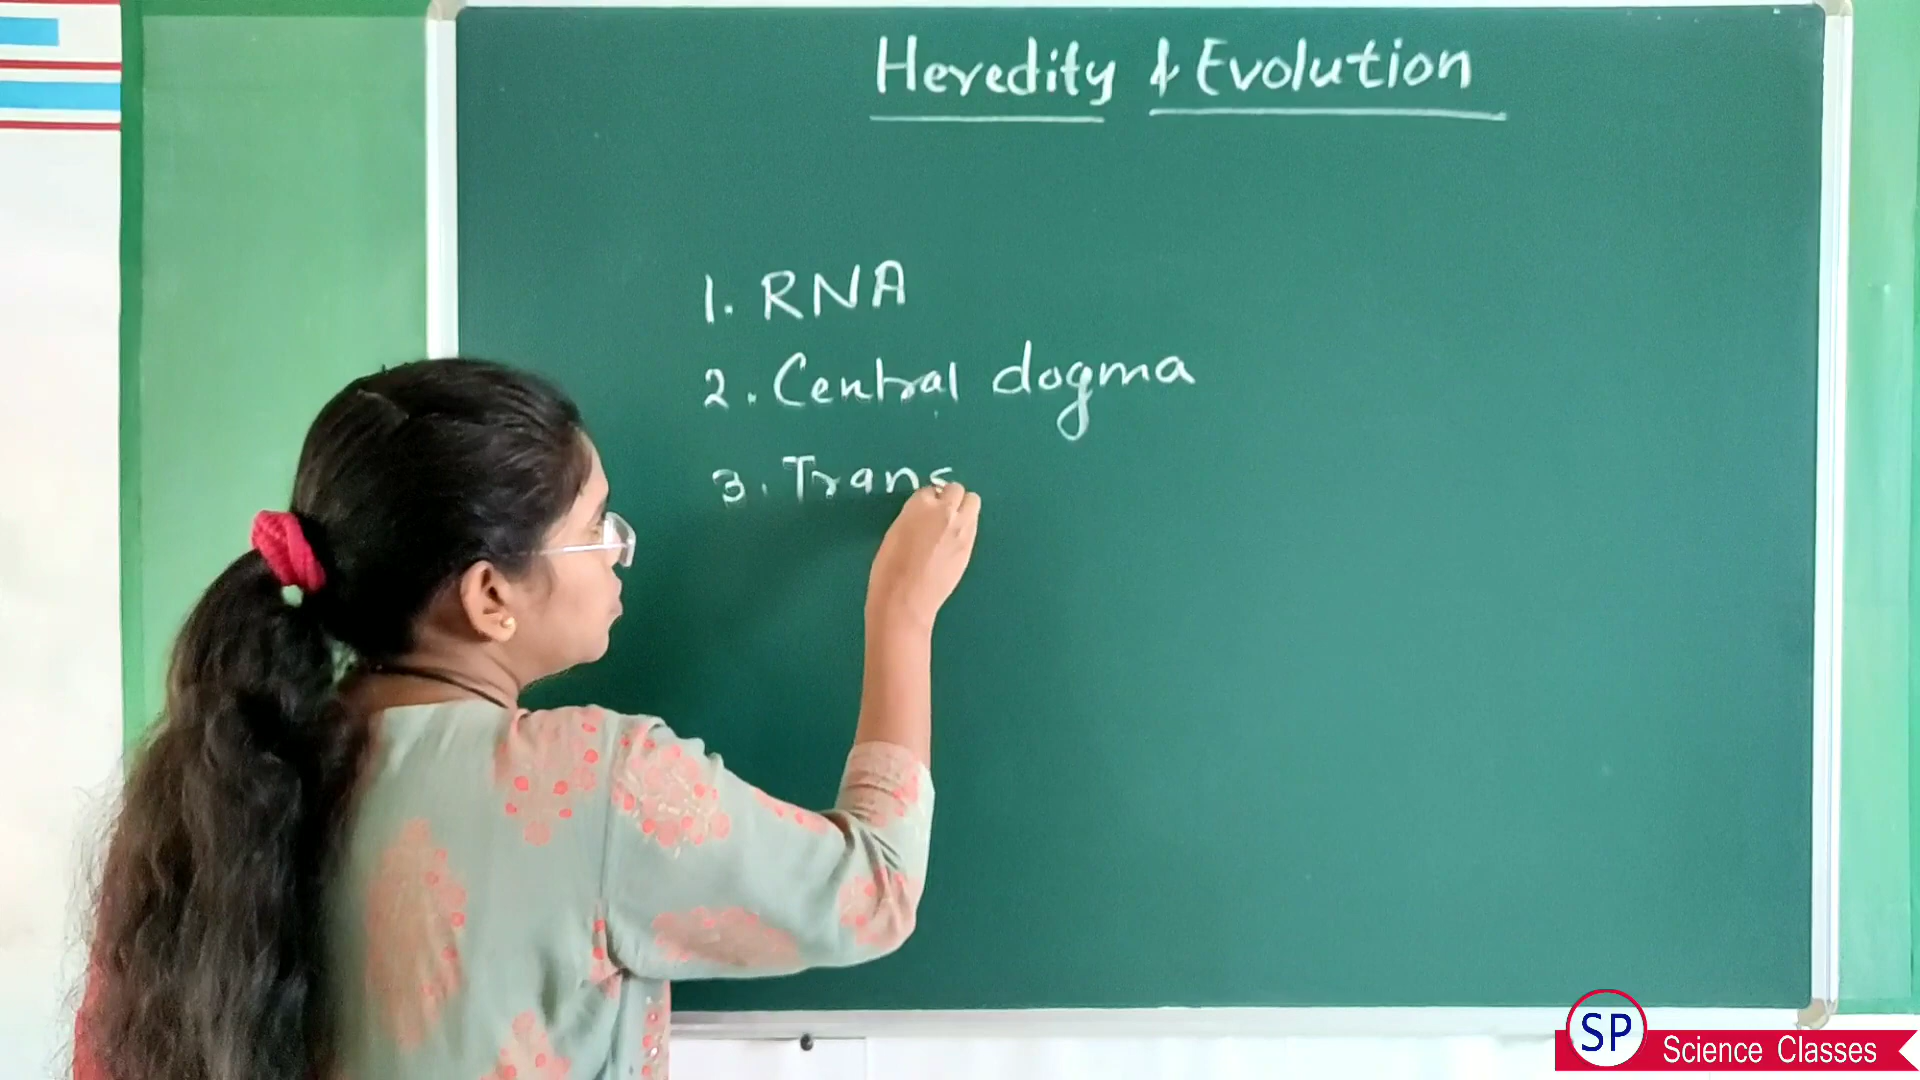 Heredity & Evolution
1. RNA
2. Central dogma
3. Trans
SP Science Classes